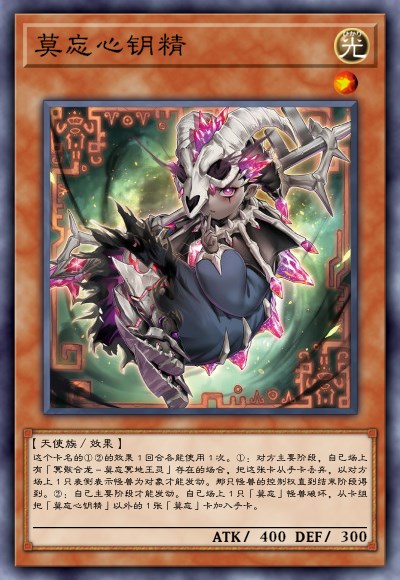 莫忘心钥精
ひかり
光
【天使族／效果】
这个卡名的①②的效果1回合各能使用1次。①：对方主要阶段，自己场上
有「冥骸合龙－莫忘冥地王灵」存在的场合，把这张卡从手卡丢弃，以对方
场上1只表侧表示怪兽为对象才能发动。那只怪兽的控制权直到结束阶段得
到。②：自己主要阶段才能发动。自己场上1只「莫忘」怪兽破坏，从卡组
把「莫忘心钥精」以外的1张「莫忘」卡加入手卡。
ATK/ 400 DEF/ 300